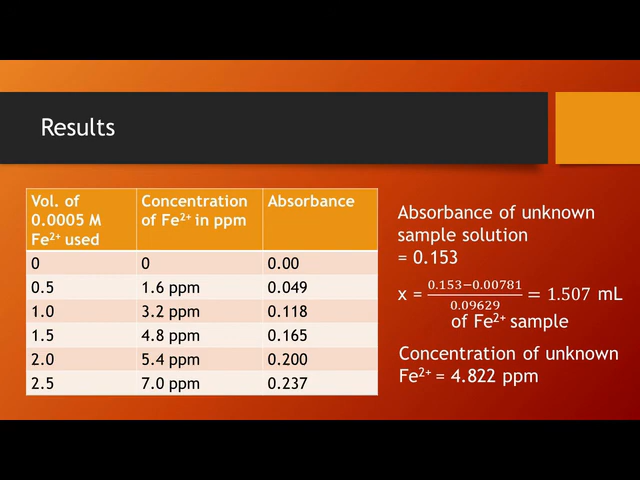 Results
Vol. of 0.0005 M Fe²⁺ used | Concentration of Fe²⁺ in ppm | Absorbance
0 | 0 | 0.00
0.5 | 1.6 ppm | 0.049
1.0 | 3.2 ppm | 0.118
1.5 | 4.8 ppm | 0.165
2.0 | 5.4 ppm | 0.200
2.5 | 7.0 ppm | 0.237
Absorbance of unknown
sample solution
= 0.153
x = (0.153−0.00781)/0.09629 = 1.507 mL
of Fe²⁺ sample
Concentration of unknown
Fe²⁺ = 4.822 ppm